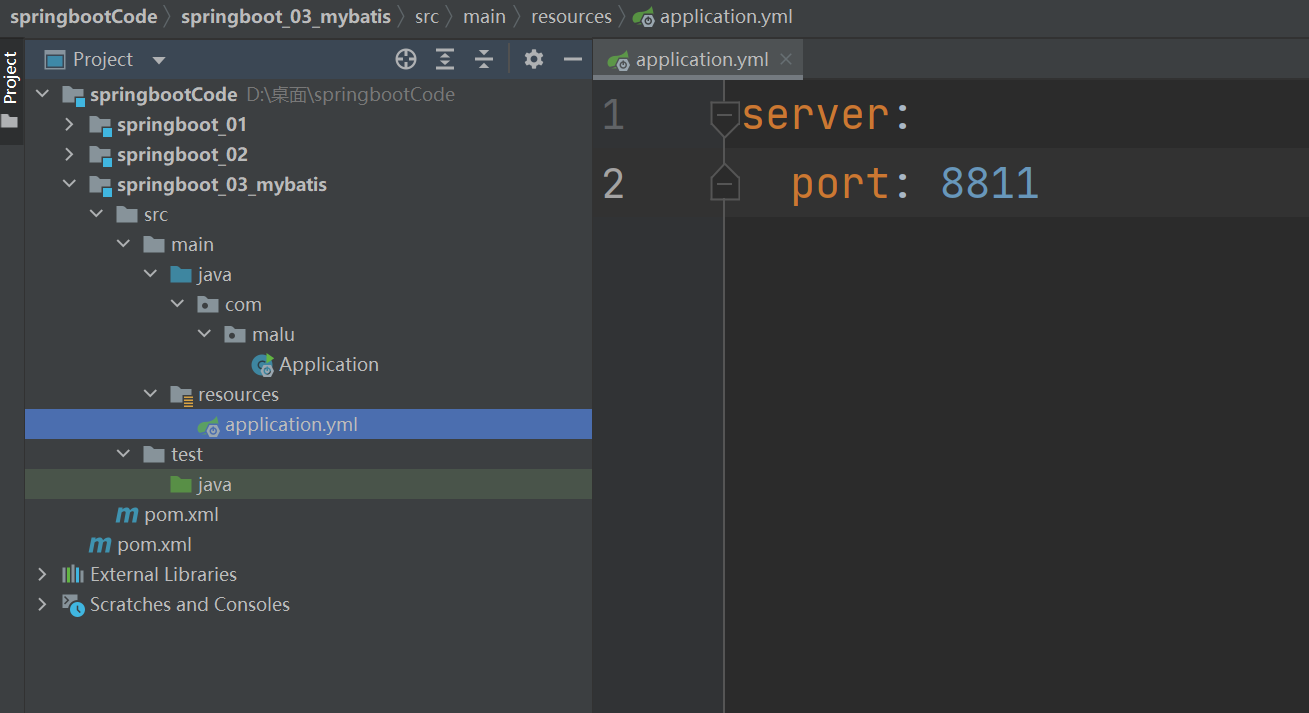 springbootCode springboot_03_mybatis src main resources application.yml
Project
Project
application.yml
springbootCode D:\桌面\springbootCode
springboot_01
springboot_02
springboot_03_mybatis
src
main
java
com
malu
Application
resources
application.yml
test
java
pom.xml
pom.xml
External Libraries
Scratches and Consoles
1 server:
2 port: 8811